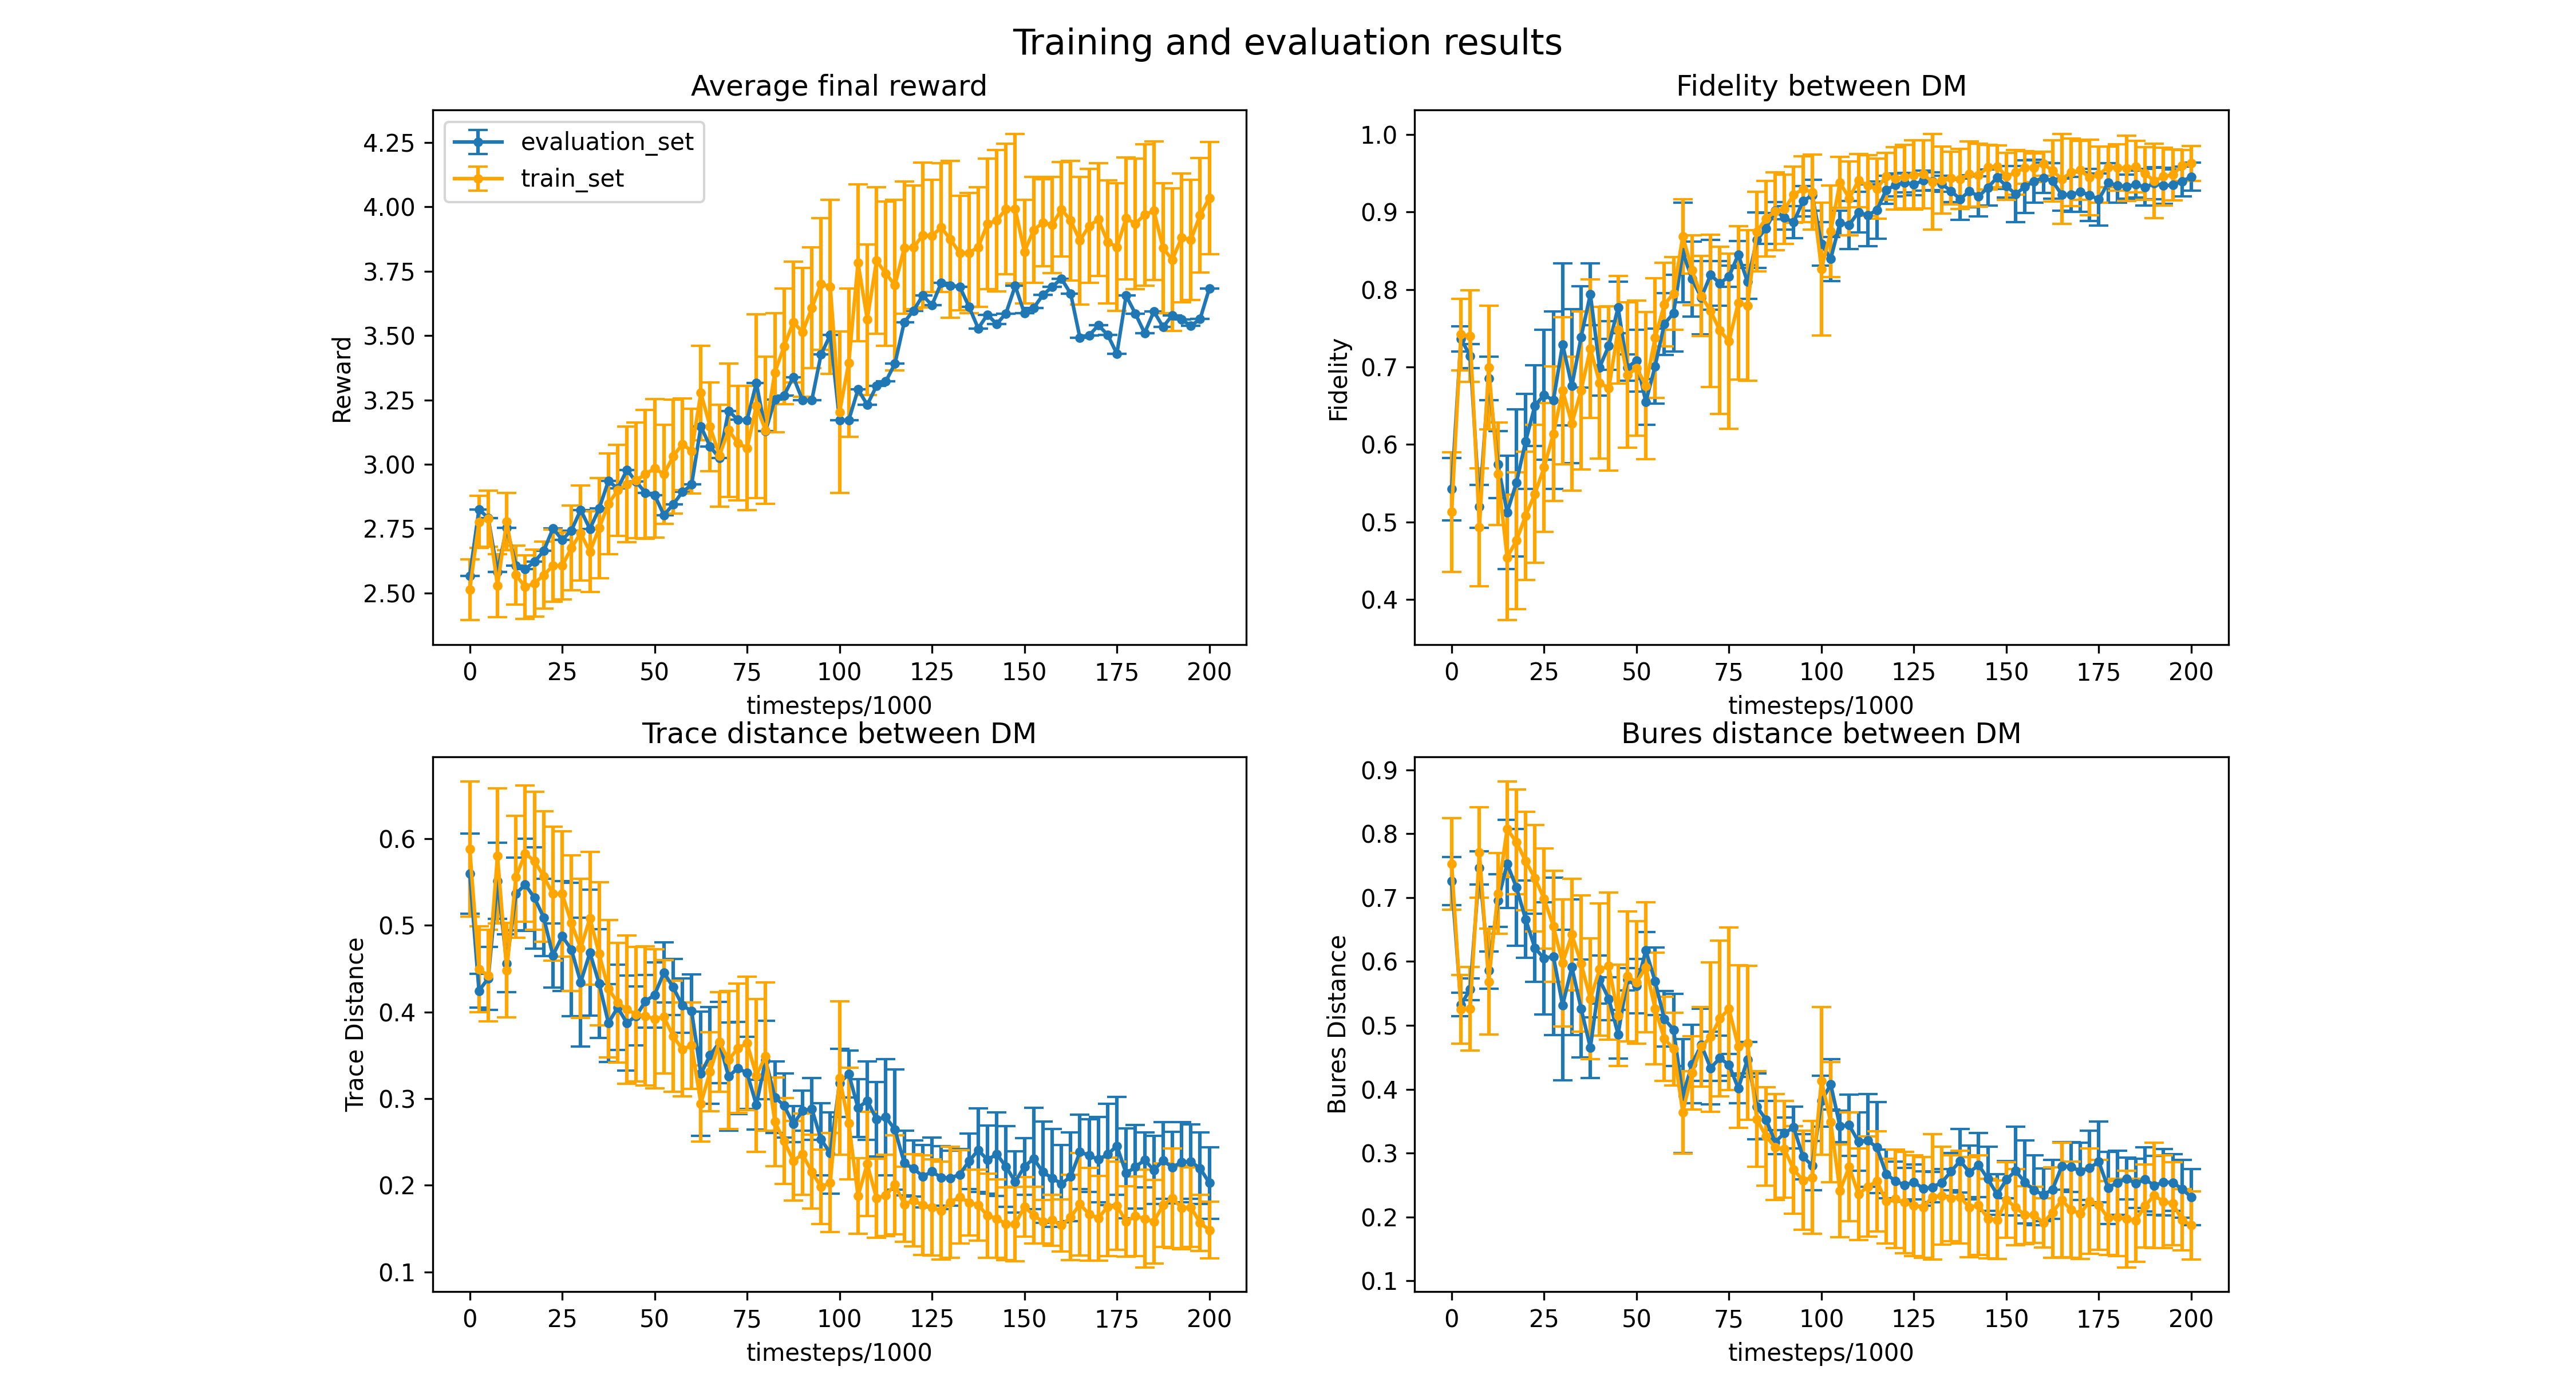 Training and evaluation results
Average final reward
evaluation_set
train_set
4.25
4.00
3.75
3.50
3.25
3.00
2.75
2.50
Reward
0 25 50 75 100 125 150 175 200
timesteps/1000
Fidelity between DM
1.0
0.9
0.8
0.7
0.6
0.5
0.4
Fidelity
0 25 50 75 100 125 150 175 200
timesteps/1000
Trace distance between DM
0.6
0.5
0.4
0.3
0.2
0.1
Trace Distance
0 25 50 75 100 125 150 175 200
timesteps/1000
Bures distance between DM
0.9
0.8
0.7
0.6
0.5
0.4
0.3
0.2
0.1
Bures Distance
0 25 50 75 100 125 150 175 200
timesteps/1000